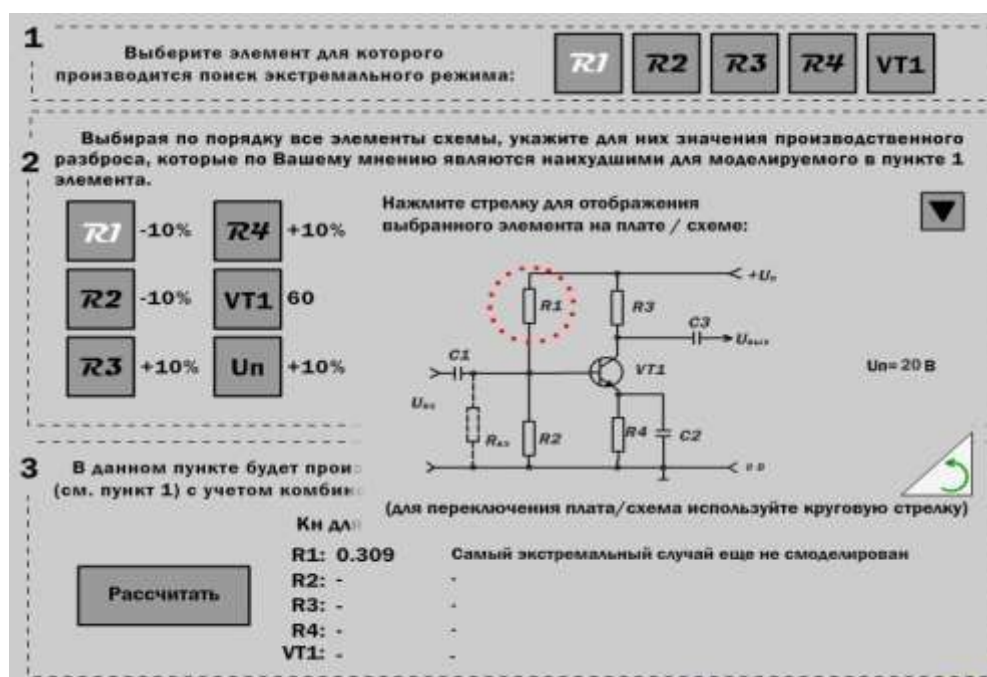 1
Выберите элемент для которого
производится поиск экстремального режима:
R1 R2 R3 R4 VT1
2
Выбирая по порядку все элементы схемы, укажите для них значения производственного
разброса, которые по Вашему мнению являются наихудшими для моделируемого в пункте 1
элемента.
R1 -10% R4 +10%
R2 -10% VT1 60
R3 +10% Un +10%
Нажмите стрелку для отображения
выбранного элемента на плате / схеме:
+Uп
R1 R3
C3
Uвых
C1
VT1
Uвх
Rвх R2 R4 C2
0 В
Uп= 20 В
(для переключения плата/схема используйте круговую стрелку)
3
В данном пункте будет прои
(см. пункт 1) с учетом комбин
Кн для
Рассчитать
R1: 0.309 Самый экстремальный случай еще не смоделирован
R2: - -
R3: - -
R4: - -
VT1: - -